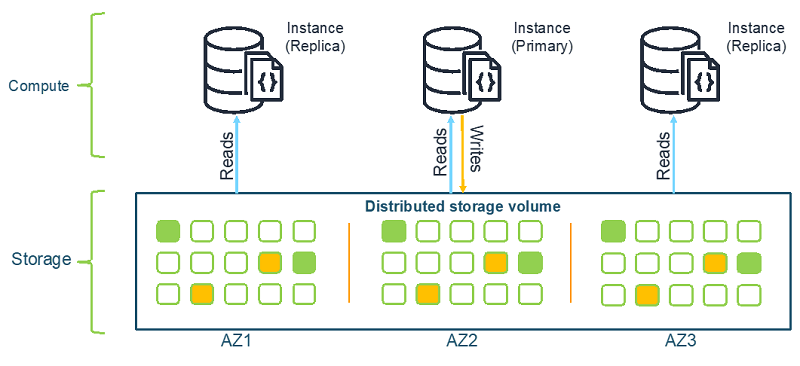 Instance
(Replica)
Instance
(Primary)
Instance
(Replica)
Compute
{}
{}
{}
Reads
Reads
Writes
Reads
Distributed storage volume
Storage
AZ1
AZ2
AZ3